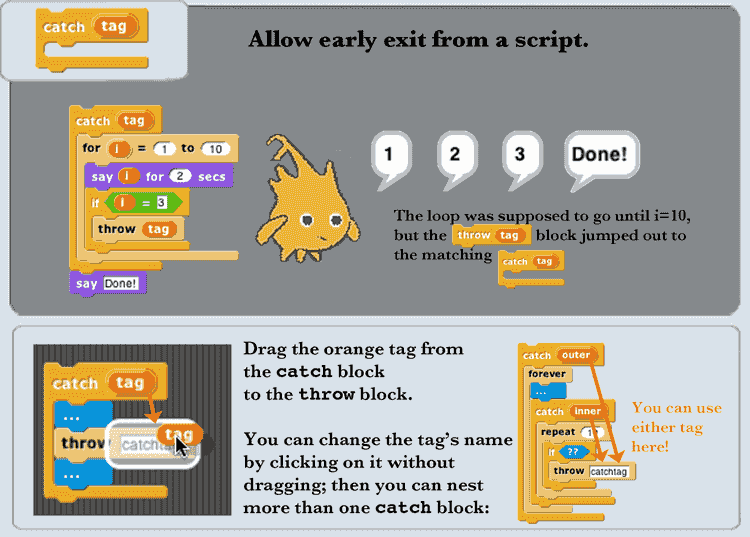 catch tag
Allow early exit from a script.
catch tag
for i = 1 to 10
say i for 2 secs
if i = 3
throw tag
say Done!
1 2 3 Done!
The loop was supposed to go until i=10,
but the throw tag block jumped out to
the matching catch tag
catch tag
...
throw catchtag tag
...
Drag the orange tag from
the catch block
to the throw block.
You can change the tag's name
by clicking on it without
dragging; then you can nest
more than one catch block:
catch outer
forever
...
catch inner
repeat
if ??
throw catchtag
You can use
either tag
here!